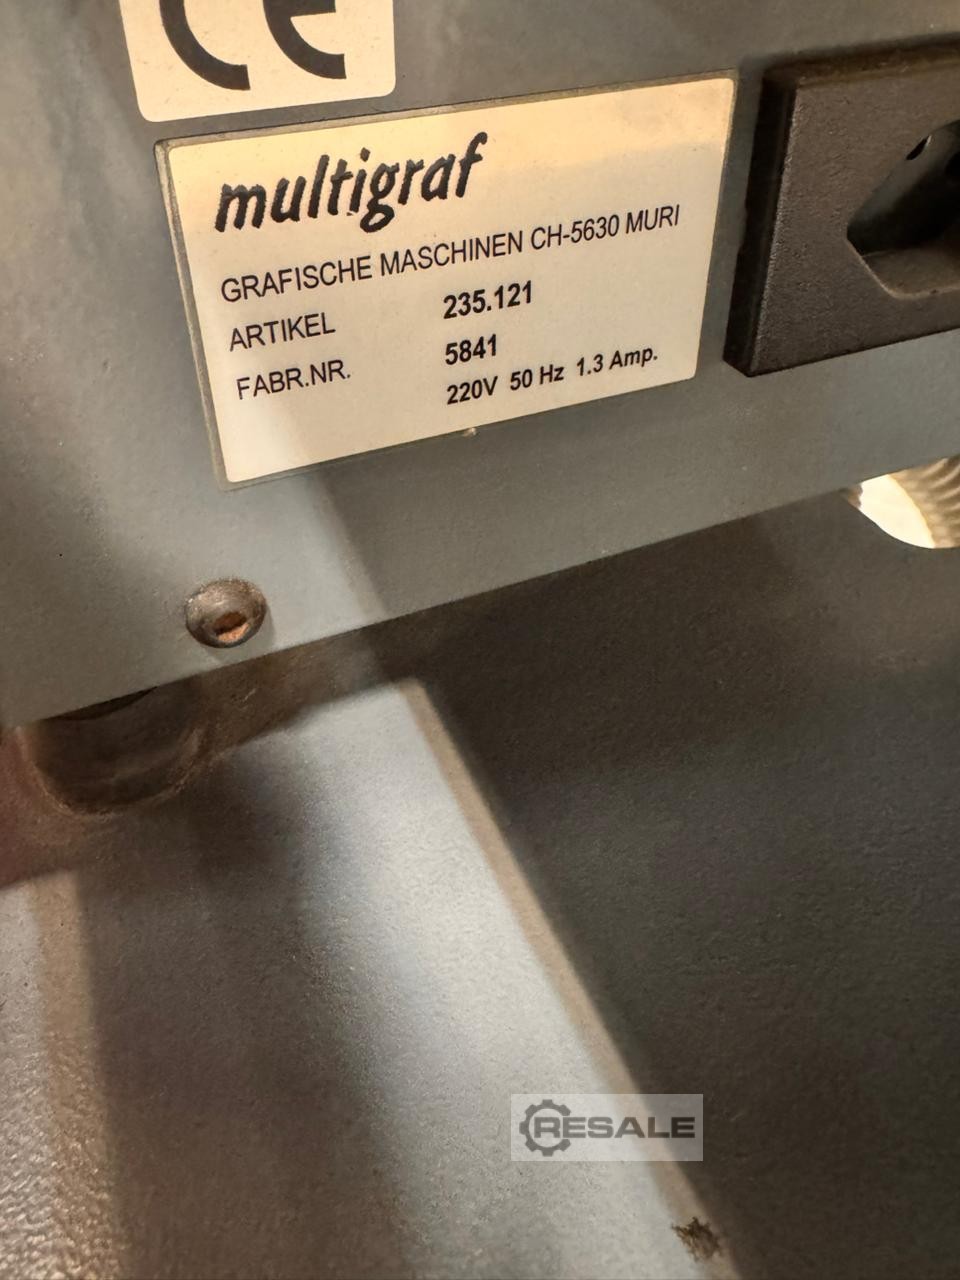 CE
multigraf
GRAFISCHE MASCHINEN CH-5630 MURI
ARTIKEL 235.121
FABR.NR. 5841
220V 50 Hz 1.3 Amp.
RESALE